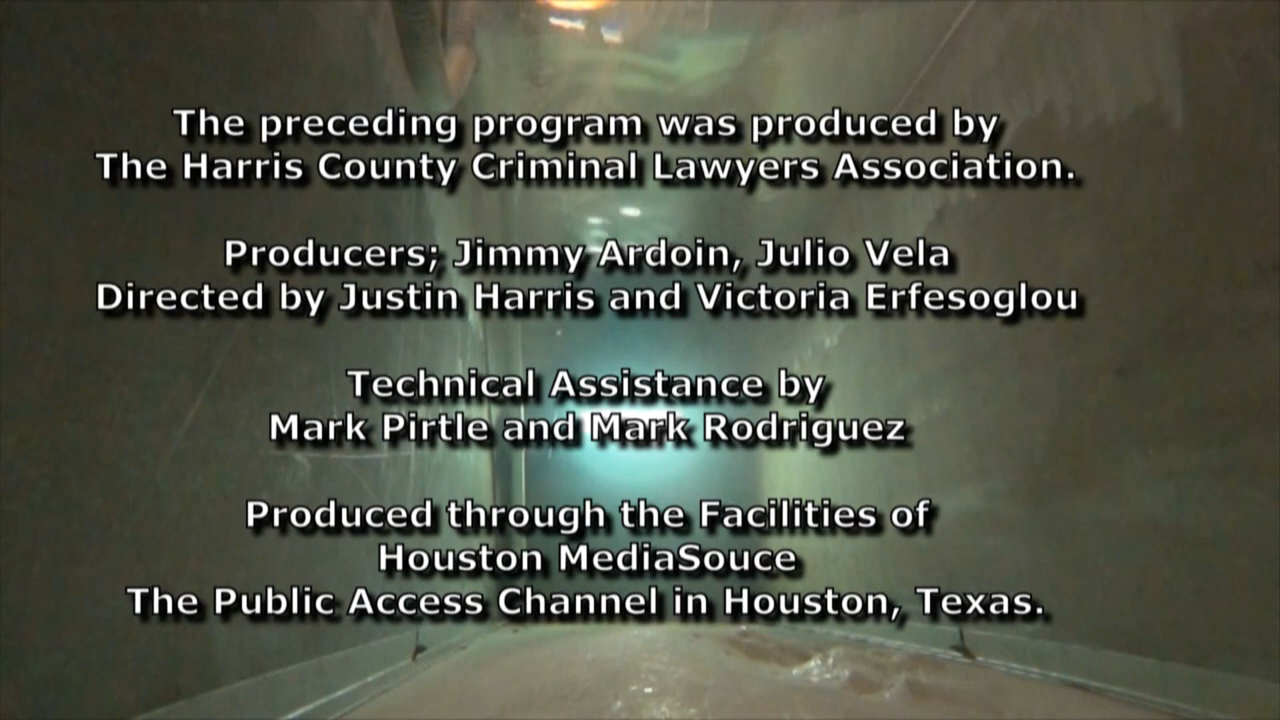 The preceding program was produced by
The Harris County Criminal Lawyers Association.
Producers; Jimmy Ardoin, Julio Vela
Directed by Justin Harris and Victoria Erfesoglou
Technical Assistance by
Mark Pirtle and Mark Rodriguez
Produced through the Facilities of
Houston MediaSouce
The Public Access Channel in Houston, Texas.